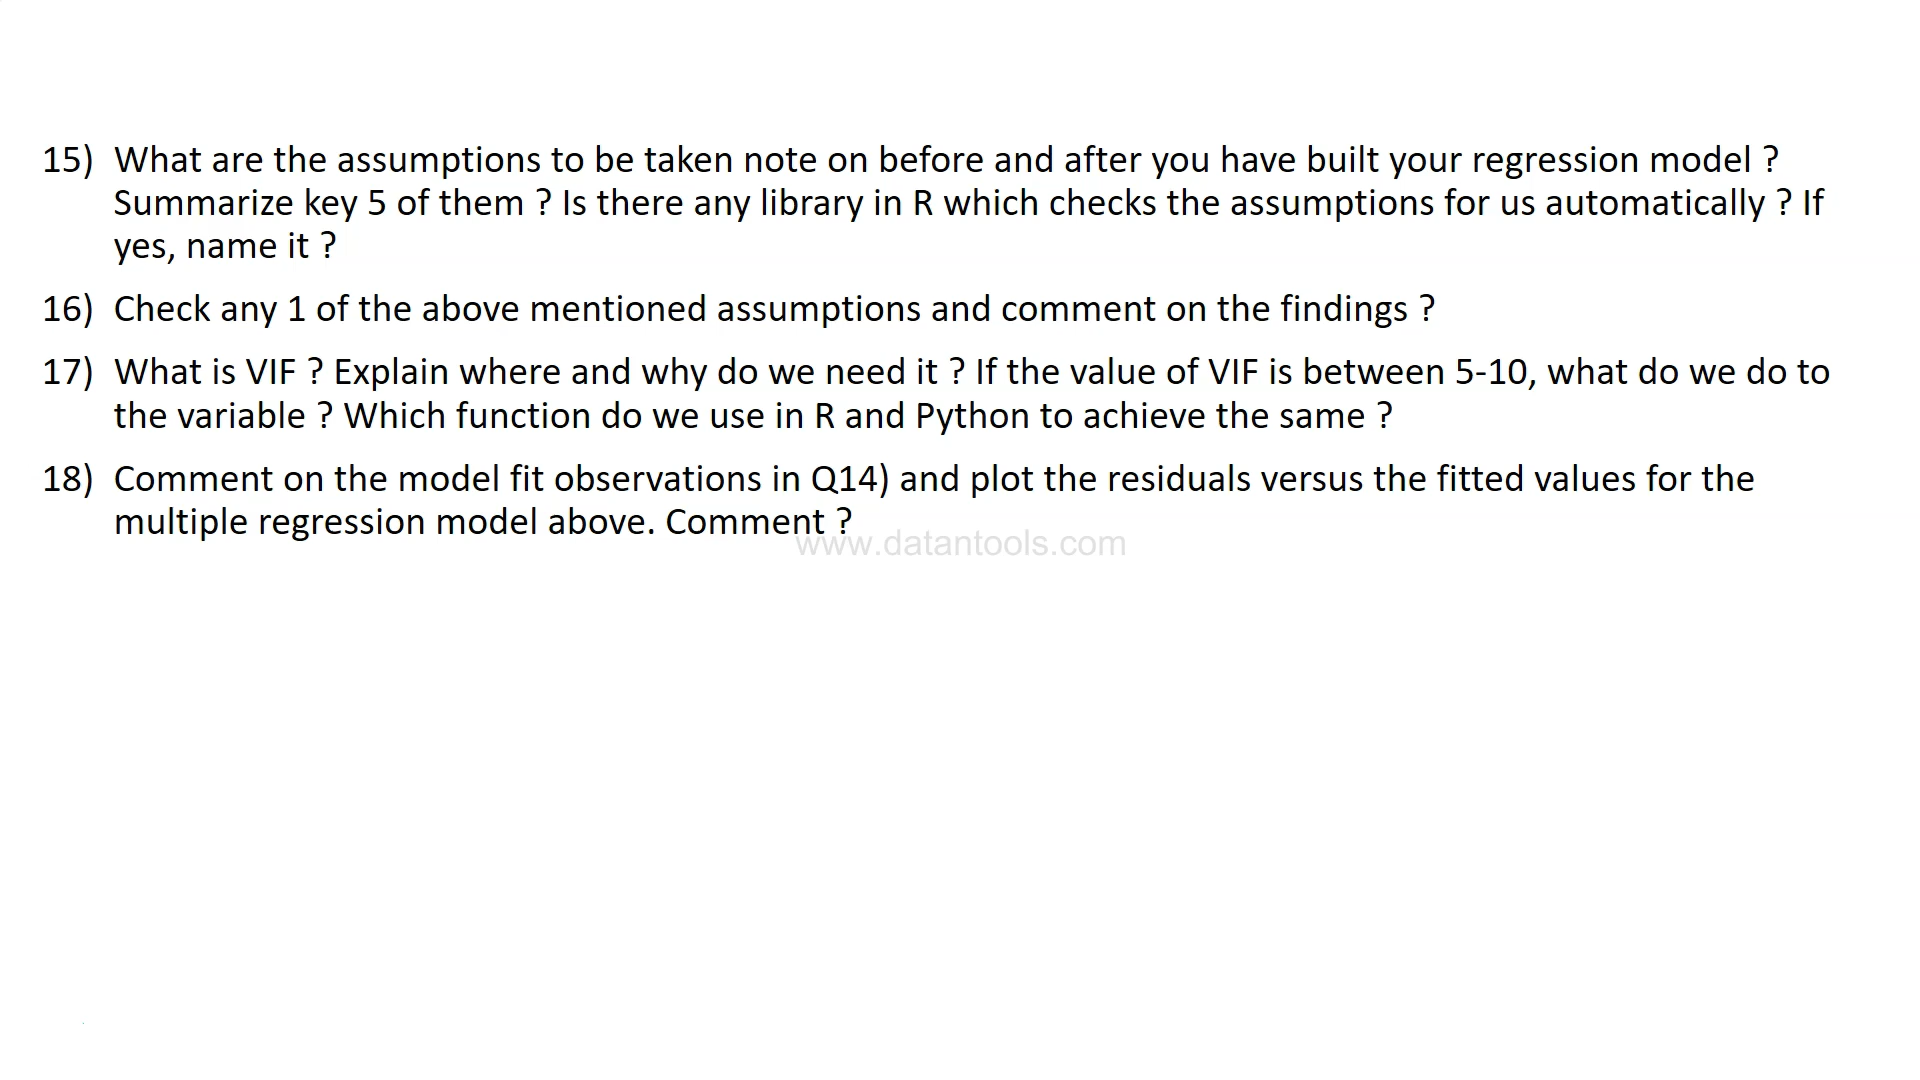 15) What are the assumptions to be taken note on before and after you have built your regression model ?
Summarize key 5 of them ? Is there any library in R which checks the assumptions for us automatically ? If
yes, name it ?
16) Check any 1 of the above mentioned assumptions and comment on the findings ?
17) What is VIF ? Explain where and why do we need it ? If the value of VIF is between 5-10, what do we do to
the variable ? Which function do we use in R and Python to achieve the same ?
18) Comment on the model fit observations in Q14) and plot the residuals versus the fitted values for the
multiple regression model above. Comment ?
www.datantools.com